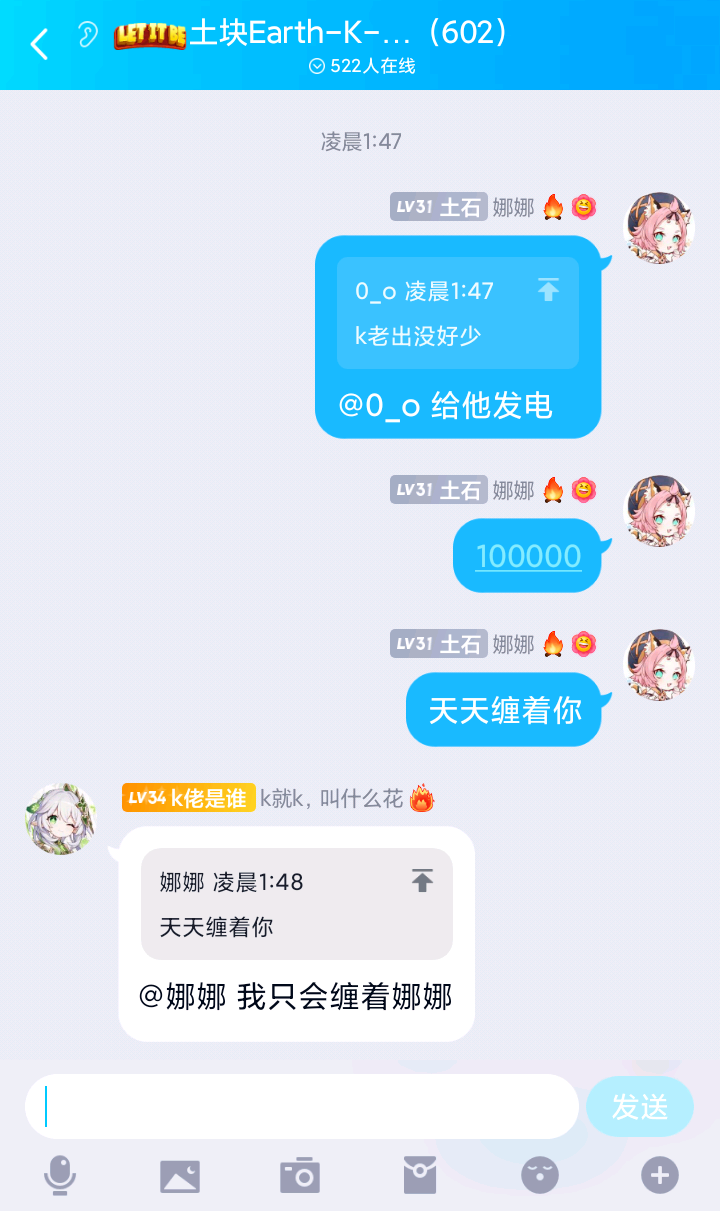 LET IT BE土块Earth-K-...（602）
522人在线
凌晨1:47
LV31 土石 娜娜
0_o 凌晨1:47
k老出没好少
@0_o 给他发电
LV31 土石 娜娜
100000
LV31 土石 娜娜
天天缠着你
LV34 k佬是谁 k就k，叫什么花
娜娜 凌晨1:48
天天缠着你
@娜娜 我只会缠着娜娜
发送